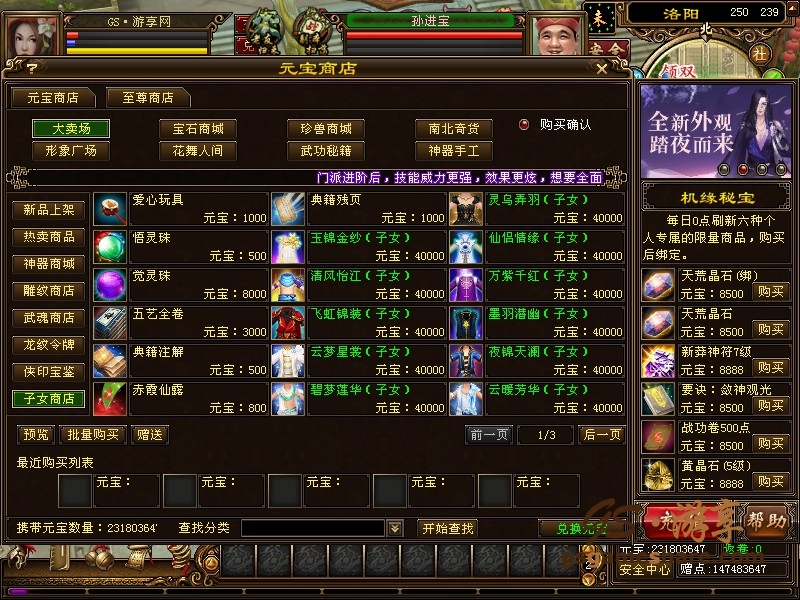 GS·游享网
孙进宝
洛阳
250 239
北
社
未
安全
领双
?
元宝商店
×
元宝商店
至尊商店
大卖场
宝石商城
珍兽商城
南北奇货
购买确认
形象广场
花舞人间
武功秘籍
神器手工
门派进阶后，技能威力更强，效果更炫，想要全面
新品上架
热卖商品
神器商城
雕纹商店
武魂商店
龙纹令牌
侠印宝鉴
子女商店
爱心玩具
元宝：1000
典籍残页
元宝：1000
灵鸟弄羽（子女）
元宝：40000
悟灵珠
元宝：500
玉锦金纱（子女）
元宝：40000
仙侣情缘（子女）
元宝：40000
觉灵珠
元宝：8000
清风怡江（子女）
元宝：40000
万紫千红（子女）
元宝：40000
五艺全卷
元宝：3000
飞虹锦装（子女）
元宝：40000
墨羽潜幽（子女）
元宝：40000
典籍注解
元宝：500
云梦星裳（子女）
元宝：40000
夜锦天澜（子女）
元宝：40000
赤霞仙露
元宝：800
碧梦莲华（子女）
元宝：40000
云暖芳华（子女）
元宝：40000
预览
批量购买
赠送
前一页
1/3
后一页
最近购买列表
元宝：
元宝：
元宝：
元宝：
元宝：
携带元宝数量：23180364
查找分类
开始查找
兑换元宝
全新外观
踏夜而来
机缘秘宝
每日0点刷新六种个
人专属的限量商品，购买
后绑定。
天荒晶石(绑)
元宝：8500
购买
天荒晶石
元宝：8500
购买
新莽神符7级
元宝：8888
购买
要诀：敛神观光
元宝：8500
购买
战功卷500点
元宝：8500
购买
黄晶石（5级）
元宝：8888
购买
充
帮助
GS·游享
元宝:231803647
安全中心
赠点:147483647